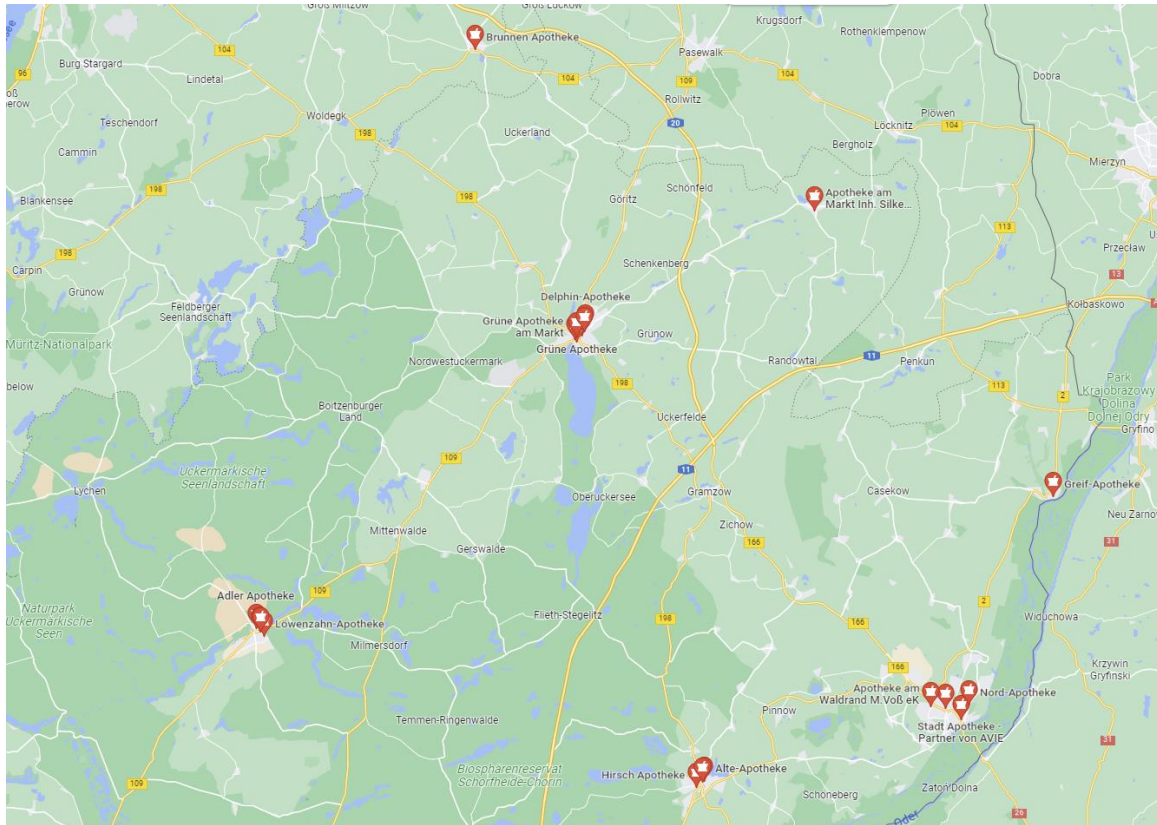 Groß Miltzow
Groß Luckow
Krugsdorf
Rothenklempenow
Brunnen Apotheke
104
Pasewalk
Burg Stargard
96
Lindetal
104
109
104
Dobra
Rollwitz
Teschendorf
Woldegk
198
Uckerland
20
Plöwen
104
Löcknitz
Cammin
Bergholz
Mierzyn
198
Schönfeld
Apotheke am
Markt Inh. Silke...
Blankensee
Göritz
113
198
Przecław
Carpin
Schenkenberg
13
Grünow
Feldberger
Seenlandschaft
Delphin-Apotheke
Kołbaskowo
Grüne Apotheke
am Markt
Grünow
Müritz-Nationalpark
Grüne Apotheke
11
Nordwestuckermark
Randowtal
Penkun
Park
Krajobrazowy
Dolina
Dolnej Odry
198
113
2
Boitzenburger
Land
Uckerfelde
Gryfino
109
Uckermärkische
Seenlandschaft
11
Lychen
Oberuckersee
Gramzow
Casekow
Greif-Apotheke
Neu Zarnow
Mittenwalde
Zichow
31
Gerswalde
166
Adler Apotheke
109
2
Naturpark
Uckermärkische
Seen
Löwenzahn-Apotheke
Flieth-Stegelitz
198
166
Widuchowa
Milmersdorf
166
Krzywin
Gryfiński
Apotheke am
Waldrand M.Voß eK
Nord-Apotheke
Pinnow
Temmen-Ringenwalde
Stadt Apotheke -
Partner von AVIE
31
Biosphärenreservat
Schorfheide-Chorin
Hirsch Apotheke
Alte-Apotheke
109
Schöneberg
Zatoń Dolna
26
Oder